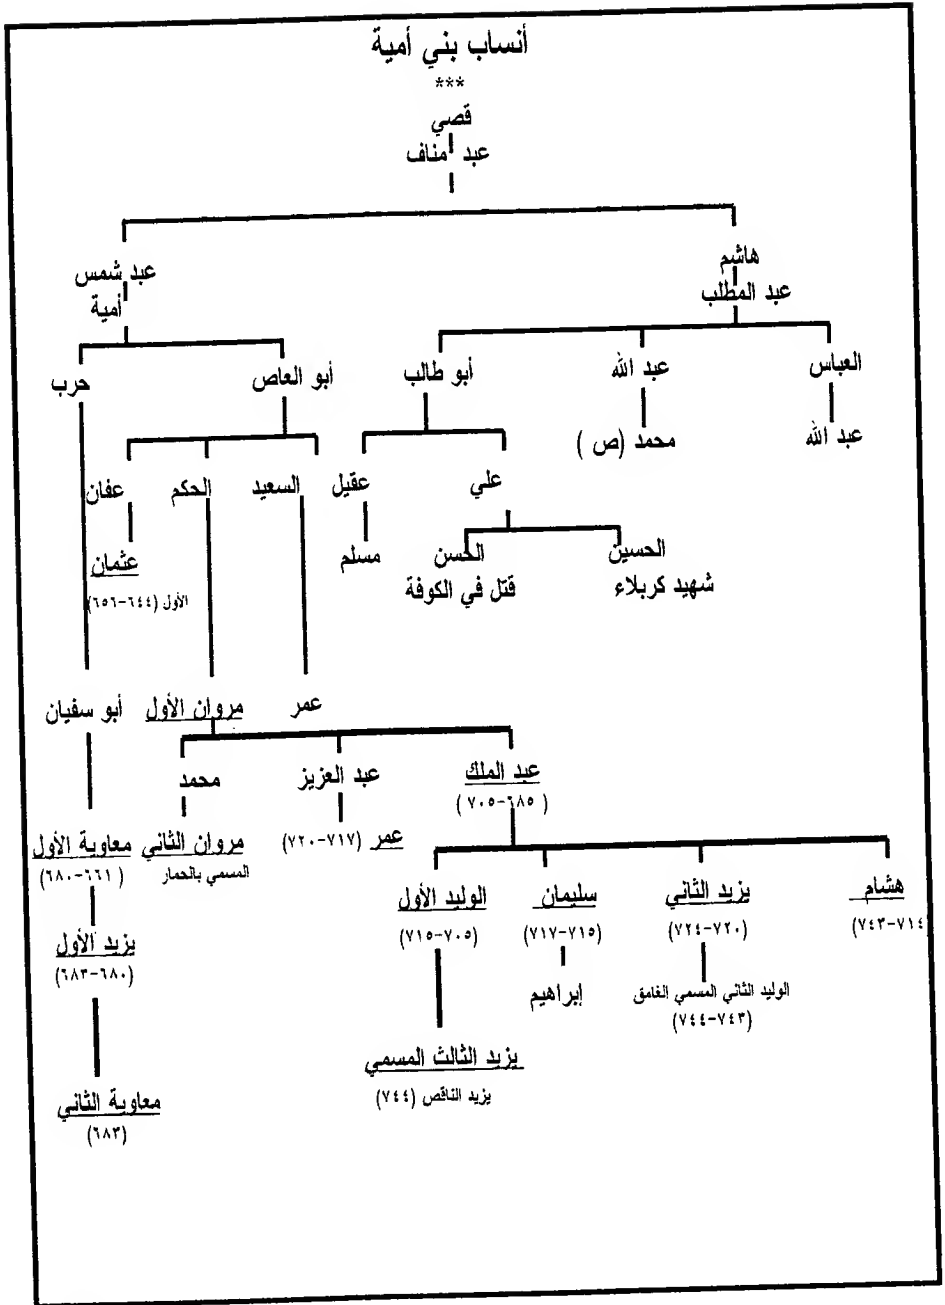 أنساب بني أمية
***
قصي
عبد مناف
هاشم
عبد شمس
عبد المطلب
أمية
العباس
عبد الله
أبو طالب
أبو العاص
حرب
عبد الله
محمد (ص )
علي
عقيل
السعيد
الحكم
عفان
الحسين
الحسن
مسلم
عثمان
شهيد كربلاء
قتل في الكوفة
الأول (٦٤٤-٦٥٦)
عمر
مروان الأول
أبو سفيان
عبد الملك
عبد العزيز
محمد
( ٦٨٥-٧٠٥)
عمر (٧١٧-٧٢٠)
مروان الثاني
معاوية الأول
المسمي بالحمار
(٦٦١-٦٨٠ )
هشام
يزيد الثاني
سليمان
الوليد الأول
(٧١٤-٧٤٣)
(٧٢٠-٧٢٤)
(٧١٥-٧١٧)
(٧٠٥-٧١٥)
يزيد الأول
(٦٨٠-٦٨٣)
الوليد الثاني المسمي الغامق
إبراهيم
(٧٤٣-٧٤٤)
يزيد الثالث المسمي
يزيد الناقص (٧٤٤)
معاوية الثاني
(٦٨٣)